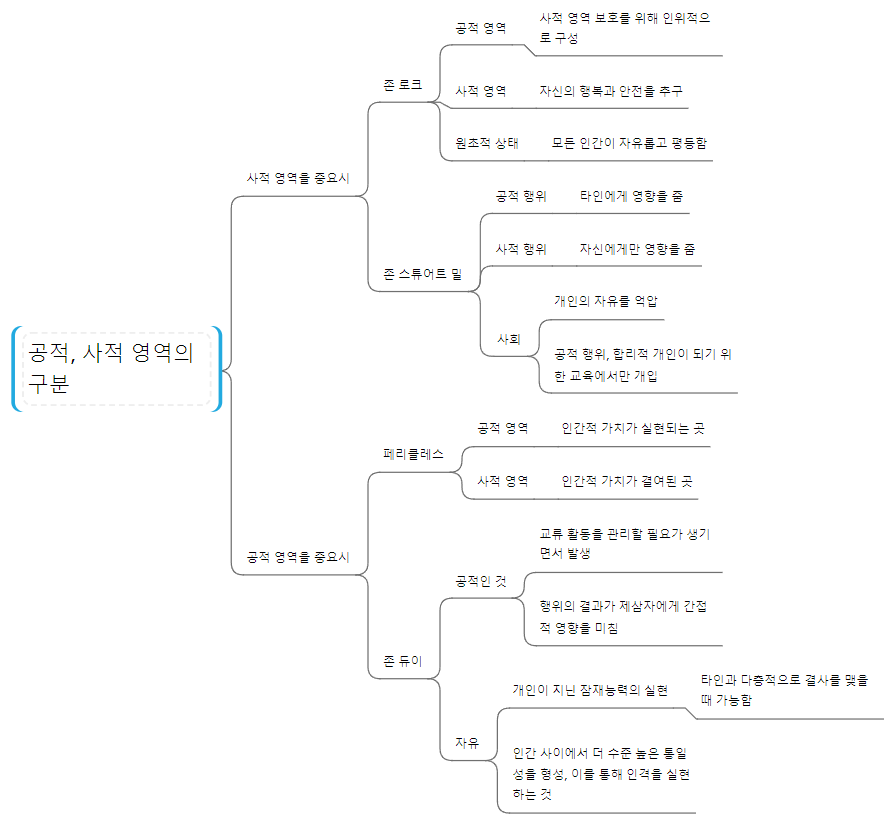 공적, 사적 영역의
구분
사적 영역을 중요시
존 로크
공적 영역
사적 영역 보호를 위해 인위적으
로 구성
사적 영역
자신의 행복과 안전을 추구
원초적 상태
모든 인간이 자유롭고 평등함
존 스튜어트 밀
공적 행위
타인에게 영향을 줌
사적 행위
자신에게만 영향을 줌
사회
개인의 자유를 억압
공적 행위, 합리적 개인이 되기 위
한 교육에서만 개입
공적 영역을 중요시
페리클레스
공적 영역
인간적 가치가 실현되는 곳
사적 영역
인간적 가치가 결여된 곳
존 듀이
공적인 것
교류 활동을 관리할 필요가 생기
면서 발생
행위의 결과가 제삼자에게 간접
적 영향을 미침
자유
개인이 지닌 잠재능력의 실현
타인과 다층적으로 결사를 맺을
때 가능함
인간 사이에서 더 수준 높은 통일
성을 형성, 이를 통해 인격을 실현
하는 것